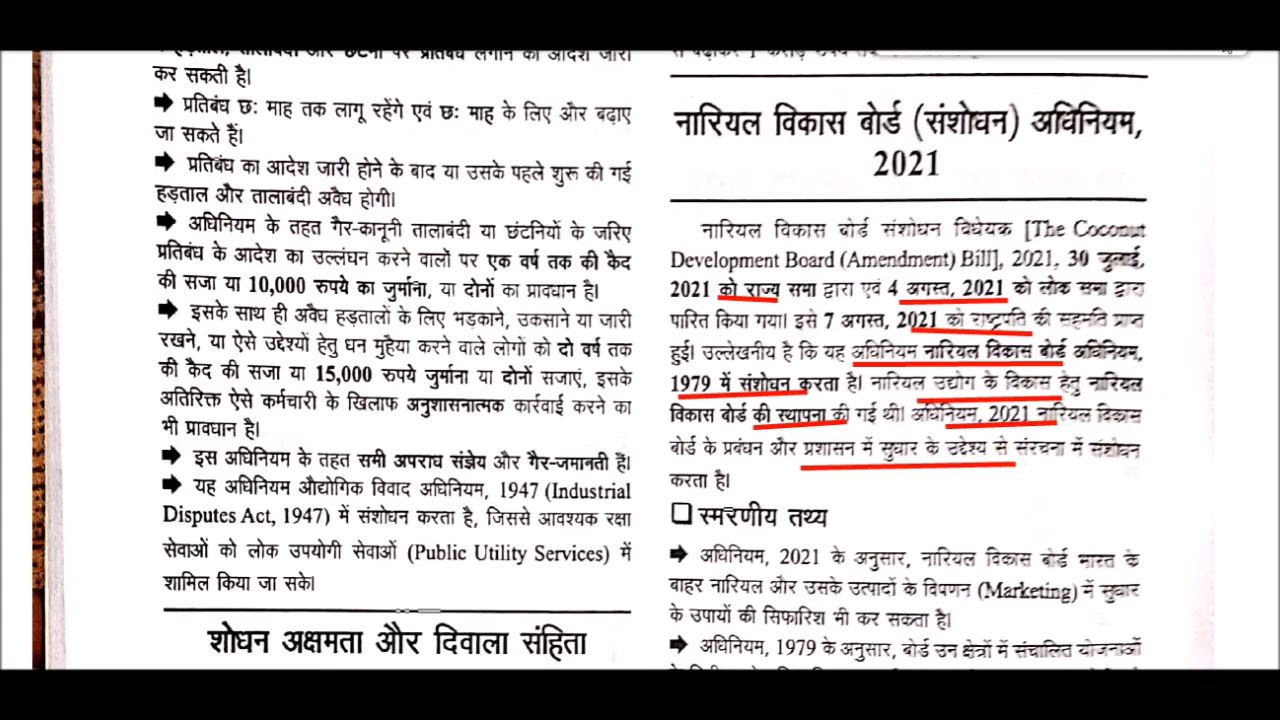 कर सकती है।
➡ प्रतिबंध छः माह तक लागू रहेंगे एवं छः माह के लिए और बढ़ाए
जा सकते हैं।
➡ प्रतिबंध का आदेश जारी होने के बाद या उसके पहले शुरू की गई
हड़ताल और तालाबंदी अवैध होगी।
➡ अधिनियम के तहत गैर-कानूनी तालाबंदी या छंटनियों के जरिए
प्रतिबंध के आदेश का उल्लंघन करने वालों पर एक वर्ष तक की कैद
की सजा या 10,000 रुपये का जुर्माना, या दोनों का प्रावधान है।
➡ इसके साथ ही अवैध हड़तालों के लिए भड़काने, उकसाने या जारी
रखने, या ऐसे उद्देश्यों हेतु धन मुहैया करने वाले लोगों को दो वर्ष तक
की कैद की सजा या 15,000 रुपये जुर्माना या दोनों सजाएं, इसके
अतिरिक्त ऐसे कर्मचारी के खिलाफ अनुशासनात्मक कार्रवाई करने का
भी प्रावधान है।
➡ इस अधिनियम के तहत सभी अपराध संज्ञेय और गैर-जमानती हैं।
➡ यह अधिनियम औद्योगिक विवाद अधिनियम, 1947 (Industrial
Disputes Act, 1947) में संशोधन करता है, जिससे आवश्यक रक्षा
सेवाओं को लोक उपयोगी सेवाओं (Public Utility Services) में
शामिल किया जा सके।
शोधन अक्षमता और दिवाला संहिता
नारियल विकास बोर्ड (संशोधन) अधिनियम,
2021
नारियल विकास बोर्ड संशोधन विधेयक [The Coconut
Development Board (Amendment) Bill], 2021, 30 जुलाई,
2021 को राज्य सभा द्वारा एवं 4 अगस्त, 2021 को लोक सभा द्वारा
पारित किया गया। इसे 7 अगस्त, 2021 को राष्ट्रपति की सहमति प्राप्त
हुई। उल्लेखनीय है कि यह अधिनियम नारियल विकास बोर्ड अधिनियम,
1979 में संशोधन करता है। नारियल उद्योग के विकास हेतु नारियल
विकास बोर्ड की स्थापना की गई थी। अधिनियम, 2021 नारियल विकास
बोर्ड के प्रबंधन और प्रशासन में सुधार के उद्देश्य से संरचना में संशोधन
करता है।
❑ स्मरणीय तथ्य
➡ अधिनियम, 2021 के अनुसार, नारियल विकास बोर्ड भारत के
बाहर नारियल और उसके उत्पादों के विपणन (Marketing) में सुधार
के उपायों की सिफारिश भी कर सकता है।
➡ अधिनियम, 1979 के अनुसार, बोर्ड उन क्षेत्रों में संचालित योजनाओं